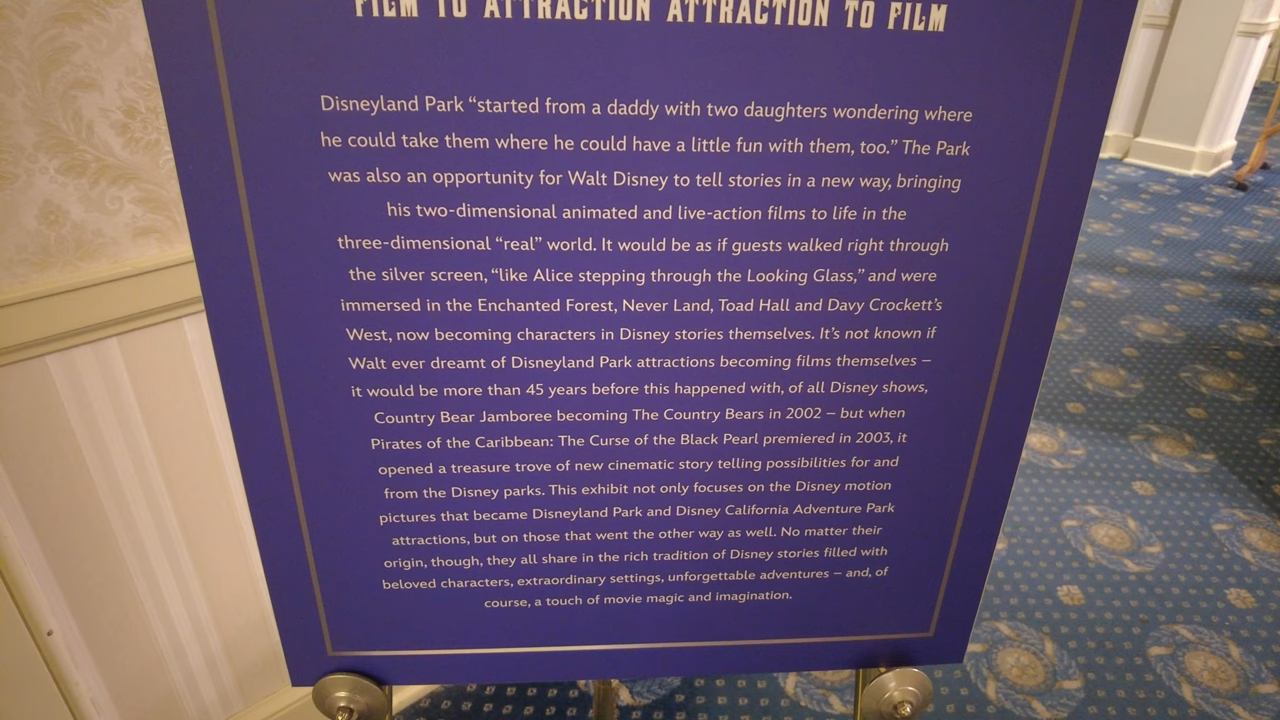 FILM TO ATTRACTION ATTRACTION TO FILM
Disneyland Park “started from a daddy with two daughters wondering where
he could take them where he could have a little fun with them, too.” The Park
was also an opportunity for Walt Disney to tell stories in a new way, bringing
his two-dimensional animated and live-action films to life in the
three-dimensional “real” world. It would be as if guests walked right through
the silver screen, “like Alice stepping through the Looking Glass,” and were
immersed in the Enchanted Forest, Never Land, Toad Hall and Davy Crockett’s
West, now becoming characters in Disney stories themselves. It’s not known if
Walt ever dreamt of Disneyland Park attractions becoming films themselves –
it would be more than 45 years before this happened with, of all Disney shows,
Country Bear Jamboree becoming The Country Bears in 2002 – but when
Pirates of the Caribbean: The Curse of the Black Pearl premiered in 2003, it
opened a treasure trove of new cinematic story telling possibilities for and
from the Disney parks. This exhibit not only focuses on the Disney motion
pictures that became Disneyland Park and Disney California Adventure Park
attractions, but on those that went the other way as well. No matter their
origin, though, they all share in the rich tradition of Disney stories filled with
beloved characters, extraordinary settings, unforgettable adventures – and, of
course, a touch of movie magic and imagination.